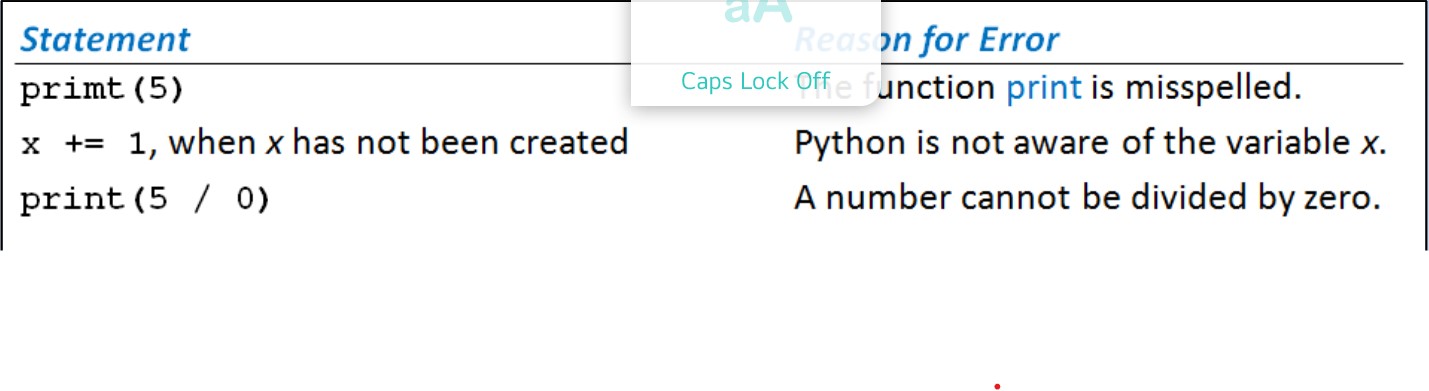 Statement
Reason for Error
aA
Caps Lock Off
primt(5)
The function print is misspelled.
x += 1, when x has not been created
Python is not aware of the variable x.
print(5 / 0)
A number cannot be divided by zero.